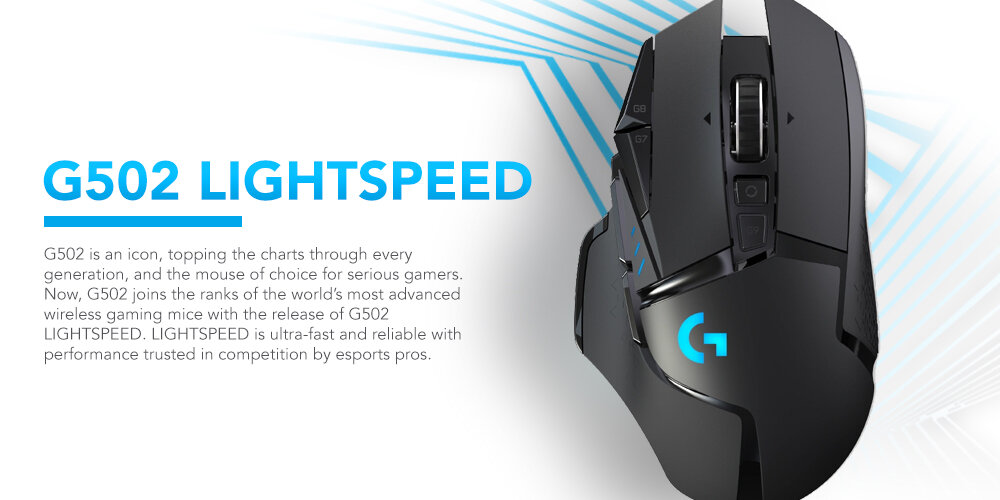 G502 LIGHTSPEED
G502 is an icon, topping the charts through every
generation, and the mouse of choice for serious gamers.
Now, G502 joins the ranks of the world’s most advanced
wireless gaming mice with the release of G502
LIGHTSPEED. LIGHTSPEED is ultra-fast and reliable with
performance trusted in competition by esports pros.
G8
G7
G9
G